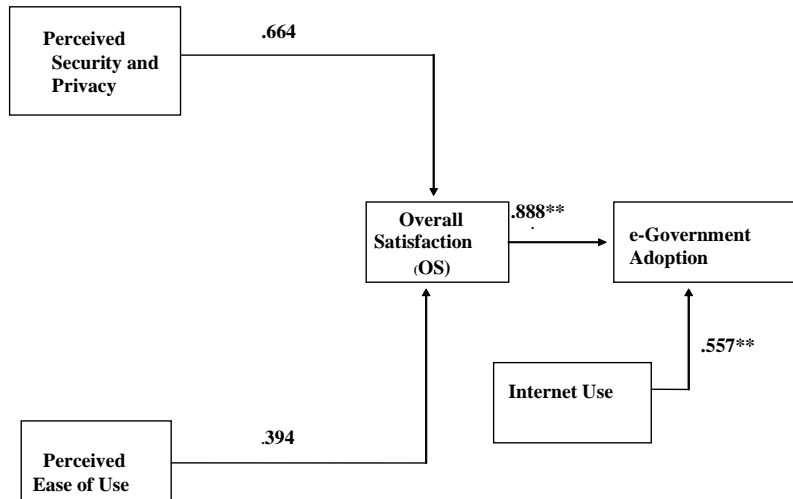 Perceived
Security and
Privacy
.664
Overall
Satisfaction
(OS)
.888**
.
e-Government
Adoption
.557**
Internet Use
.394
Perceived
Ease of Use